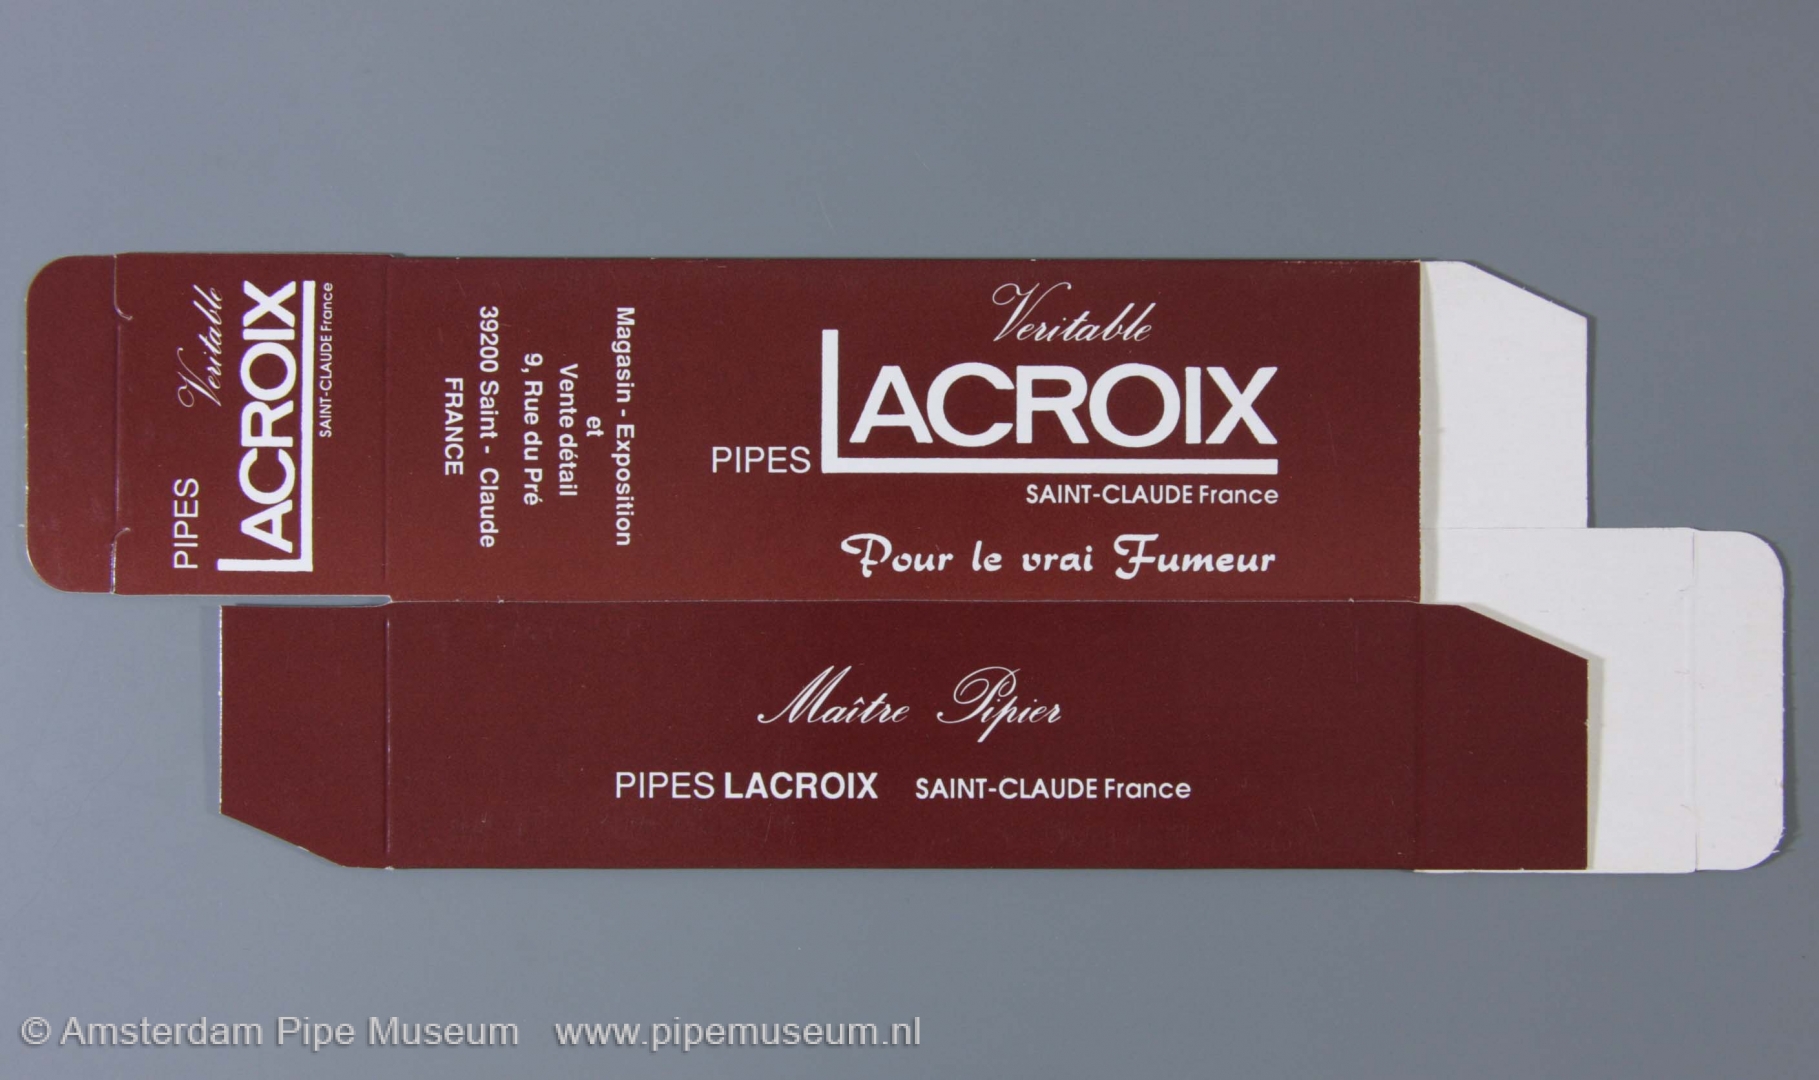 PIPES
Veritable
LACROIX
SAINT-CLAUDE France
Magasin - Exposition
et
Vente détail
9, Rue du Pré
39200 Saint - Claude
FRANCE
Veritable
PIPES LACROIX
SAINT-CLAUDE France
Pour le vrai Fumeur
Maître Pipier
PIPES LACROIX SAINT-CLAUDE France
© Amsterdam Pipe Museum www.pipemuseum.nl